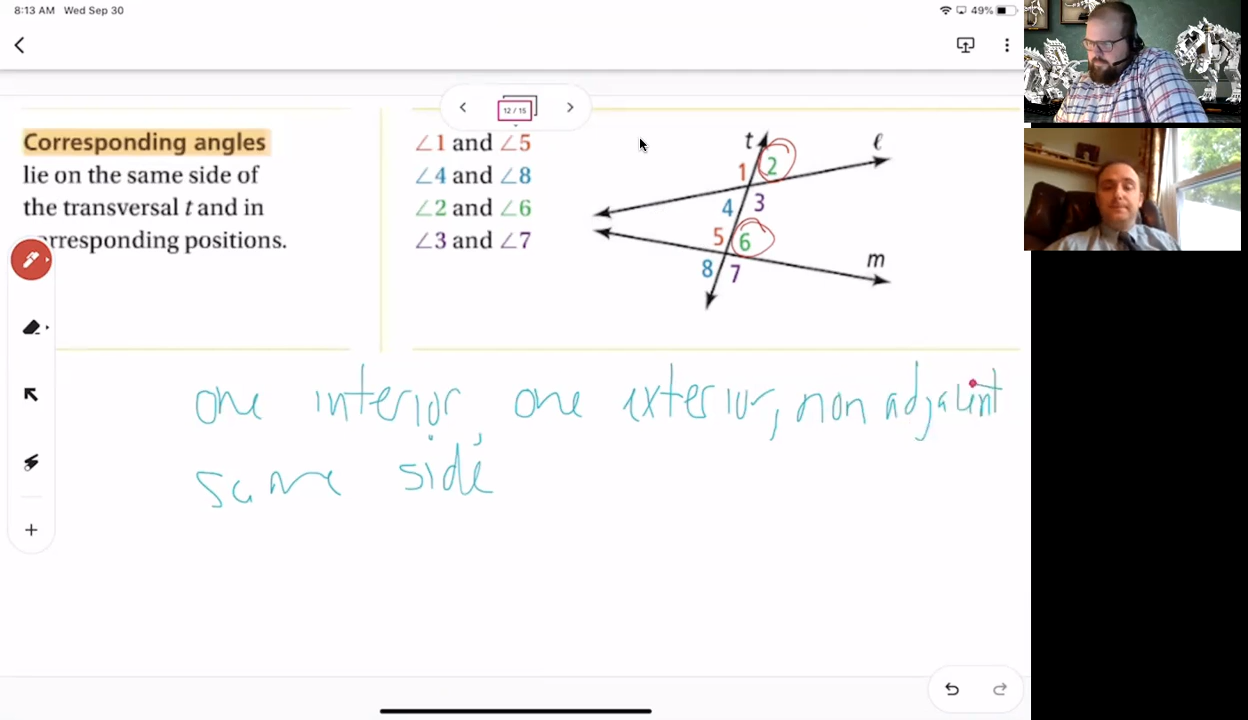 8:13 AM Wed Sep 30
49%
12 / 15
Corresponding angles
lie on the same side of
the transversal t and in
orresponding positions.
∠1 and ∠5
∠4 and ∠8
∠2 and ∠6
∠3 and ∠7
t
ℓ
1 2
4 3
5 6
m
8 7
one interior, one exterior, non adjacent
same side